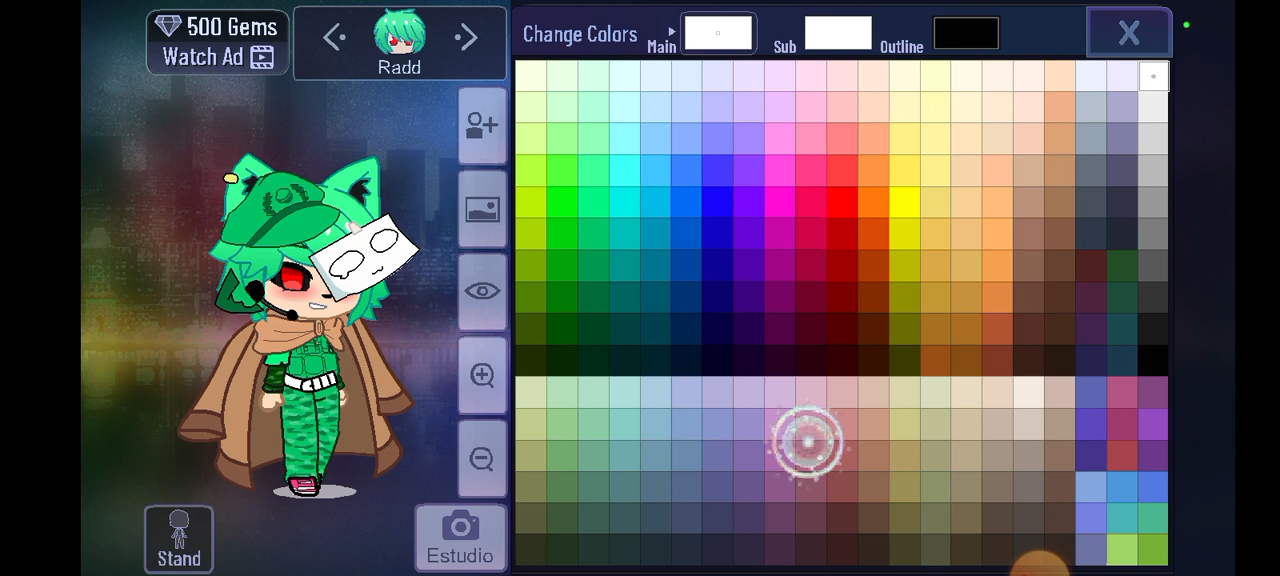 500 Gems
Watch Ad
Radd
Change Colors
Main
Sub
Outline
X
Stand
Estudio